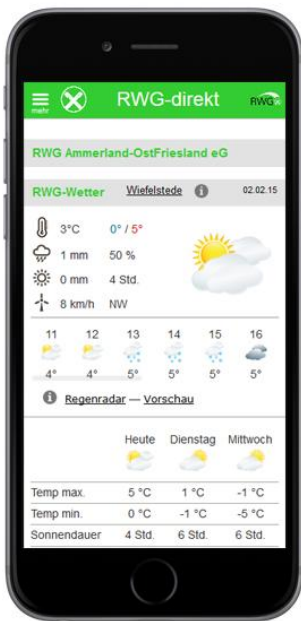 mehr RWG-direkt RWG
RWG Ammerland-OstFriesland eG
RWG-Wetter Wiefelstede i 02.02.15
3°C 0° / 5°
1 mm 50 %
0 mm 4 Std.
8 km/h NW
11 12 13 14 15 16
4° 4° 5° 5° 5° 5°
i Regenradar — Vorschau
Heute Dienstag Mittwoch
Temp max. 5 °C 1 °C -1 °C
Temp min. 0 °C -1 °C -5 °C
Sonnendauer 4 Std. 6 Std. 6 Std.